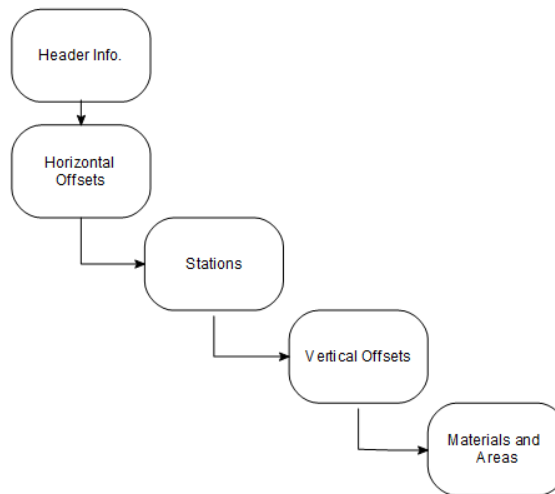 Header Info.
Horizontal
Offsets
Stations
Vertical Offsets
Materials and
Areas